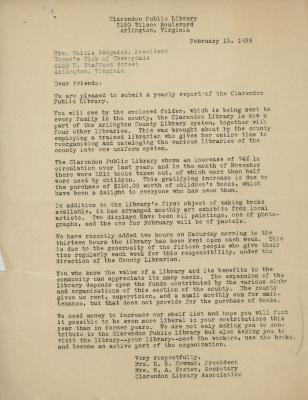 Clarendon Public Library
Wilson Boulevard
Arlington, Virginia
February 15, 1939
Mrs. Sedgwick, President
Woman's Club of Cherrydale
N. Stafford Street
Arlington, Virginia
Dear friends:
We are pleased to submit a yearly report of the Clarendon
Public Library.
You will see by the enclosed folder, which is being sent to
every family in the county, the Clarendon Library is now a
part of the Arlington County Library system, together with
four other libraries. This was brought about by the county
employing a trained librarian who gives her entire time to
reorganising and cataloging the various libraries of the
county into one uniform system.
The Clarendon Public Library shows an increase of 74% in
circulation over last year, and in the month of November
there were 1210 books taken out, of which more than half
were used by children. This gratifying increase is due to
the purchase of $100.00 worth of children's books, which
have been a delight to everyone who has seen them.
In addition to the library's first object of making books
available, it has arranged monthly art exhibits from local
artists. Two displays have been oil paintings, one of photo-
graphs, and the one for February will be of pastels.
We have recently added two hours on Saturday morning to the
thirteen hours the library has been kept open each week. This
is due to the generosity of the fifteen people who give their
time regularly each week for this responsibility, under the
direction of the County Librarian.
You who know the value of a library and its benefits to the
community can appreciate its many needs. The expansion of the
library depends upon the funds contributed by the various clubs
and organizations of this section of the county. The county
gives us rent, supervision, and a small monthly sum for main-
tenance, but that does not provide for the purchase of books.
We need money to increase our shelf list and hope you will find
it possible to be even more liberal in your contributions this
year than in former years. We are not only asking you to con-
tribute to the Clarendon Public Library but also asking you to
visit the library--your library--meet the workers, use the books,
and become an active part of the organization.
Very respectfully,
Mrs. E. S. Cowman, President
Mrs. W. A. Foster, Secretary
Clarendon Library Association